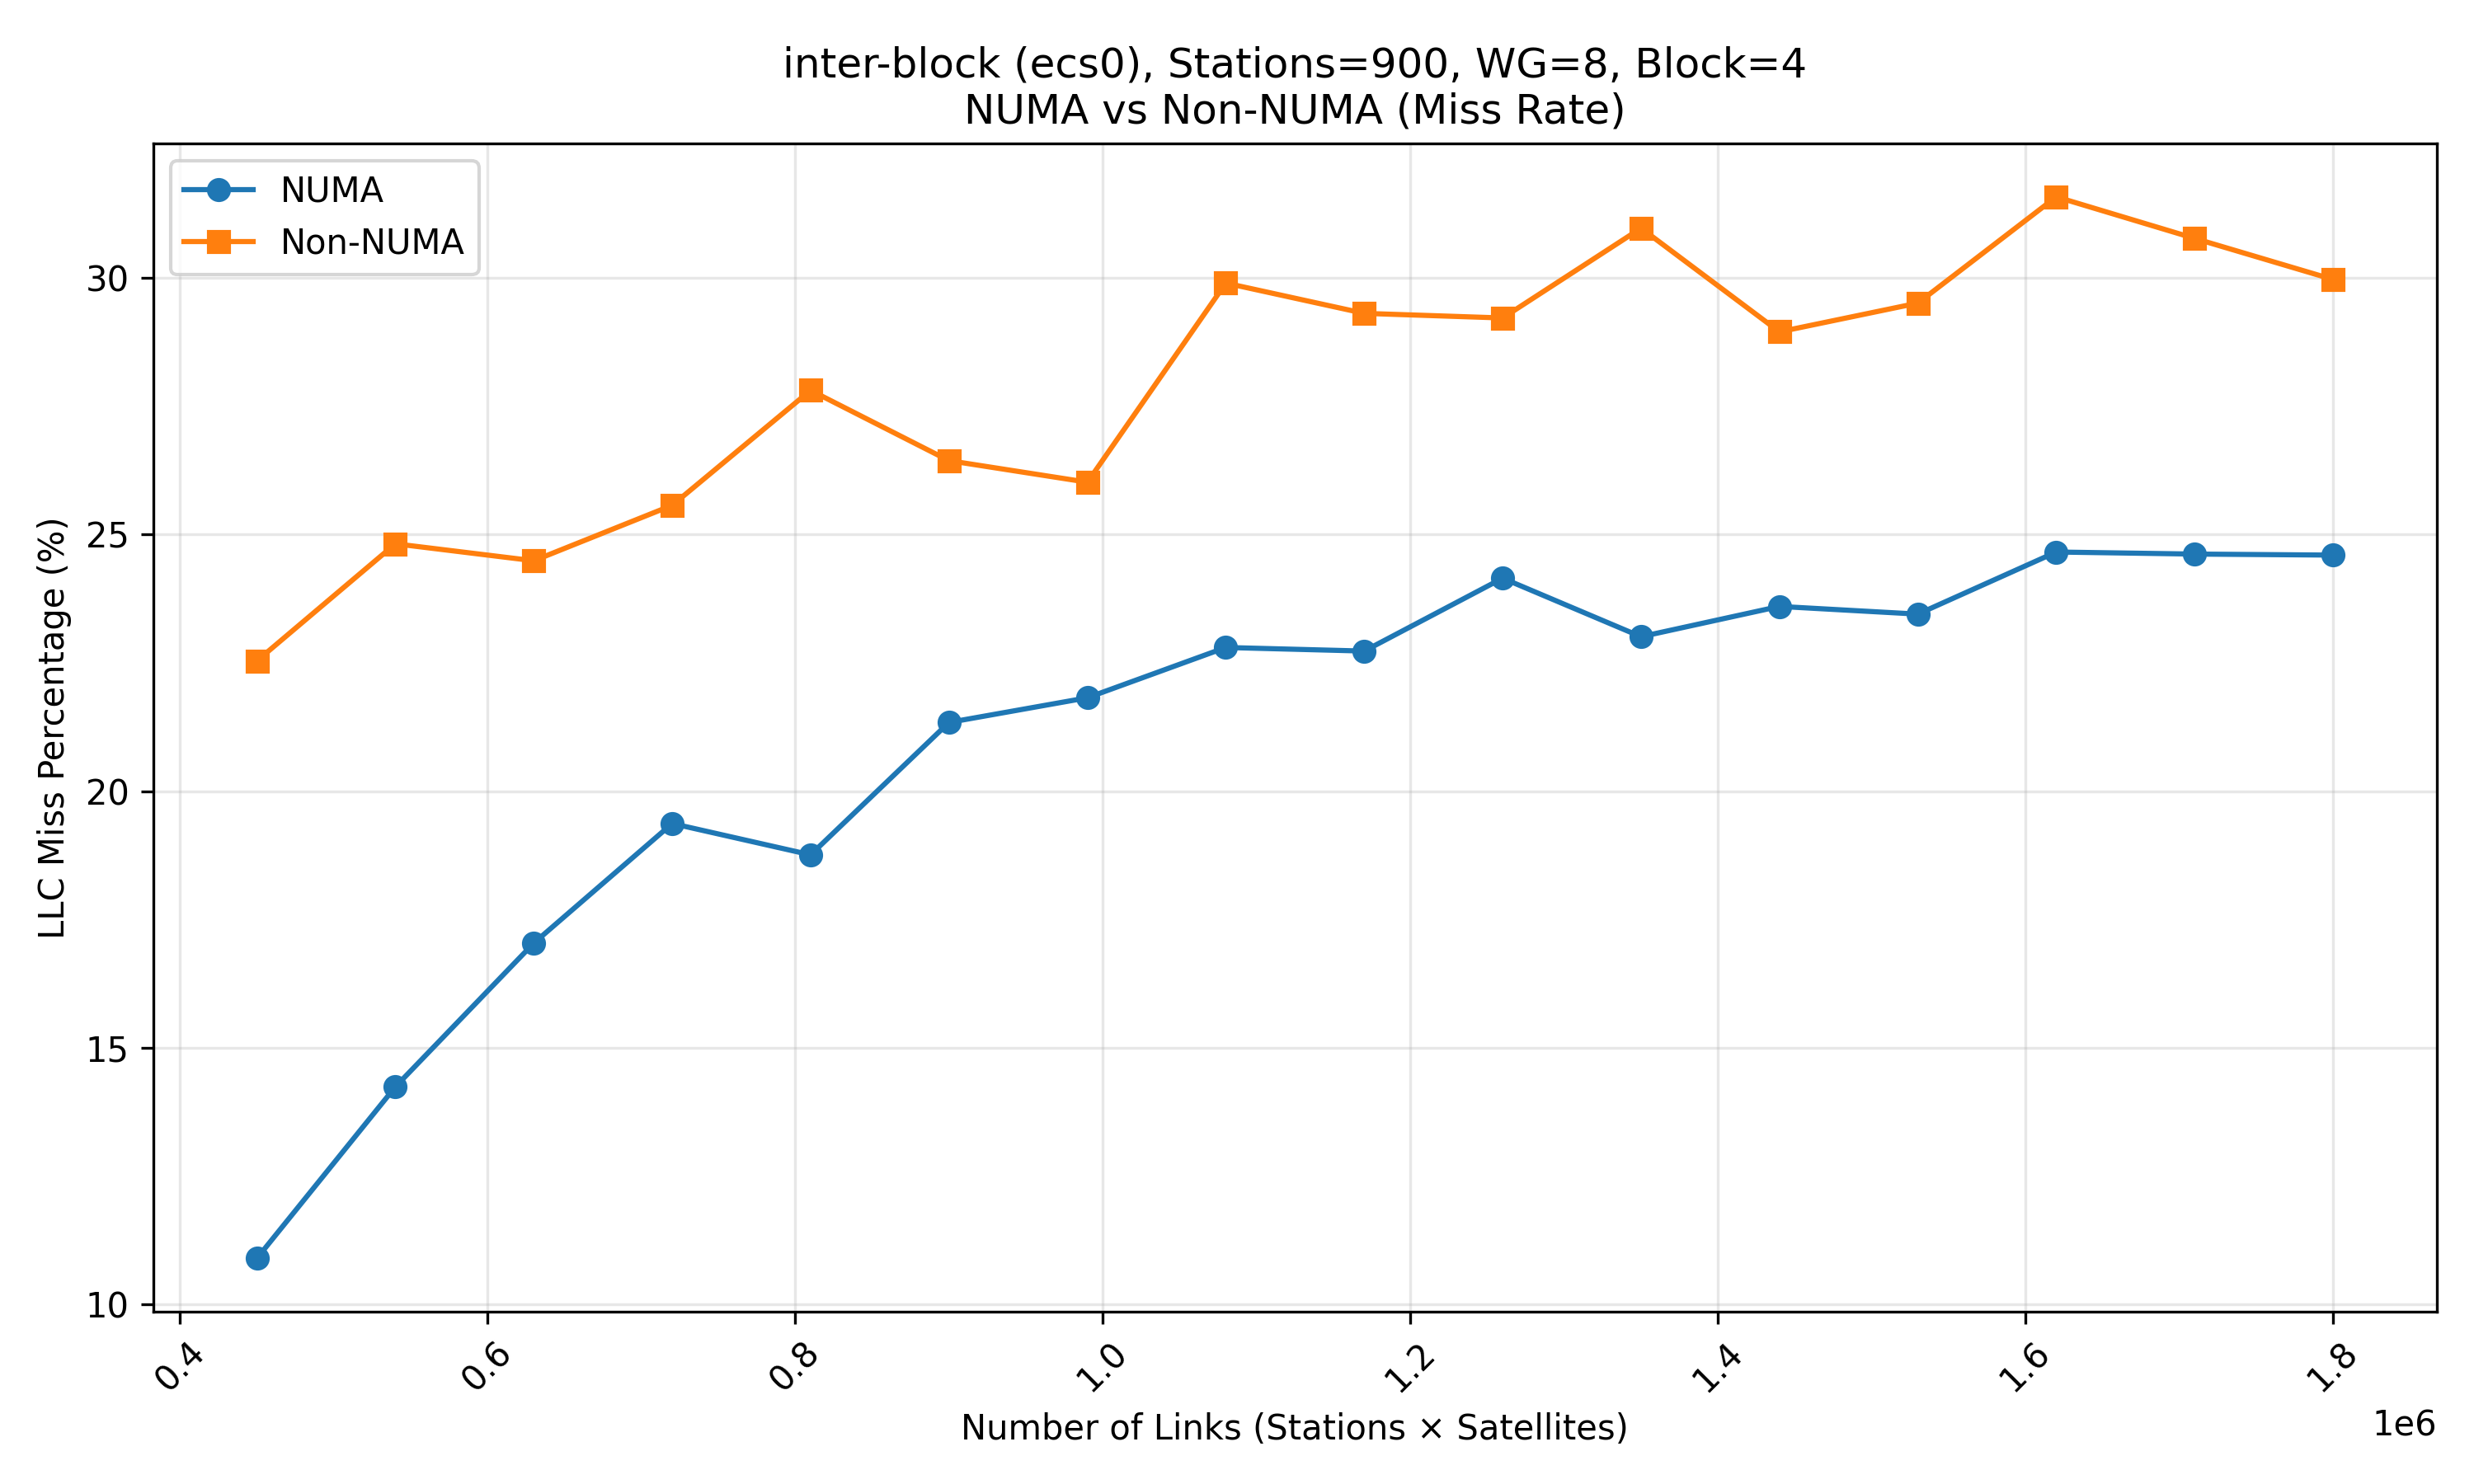 inter-block (ecs0), Stations=900, WG=8, Block=4
NUMA vs Non-NUMA (Miss Rate)
NUMA
Non-NUMA
LLC Miss Percentage (%)
30
25
20
15
10
0.4
0.6
0.8
1.0
1.2
1.4
1.6
1.8
Number of Links (Stations × Satellites)
1e6